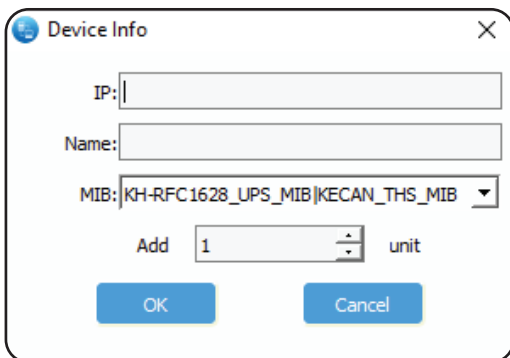 Device Info
IP:
Name:
MIB: KH-RFC1628_UPS_MIB|KECAN_THS_MIB
Add 1 unit
OK Cancel